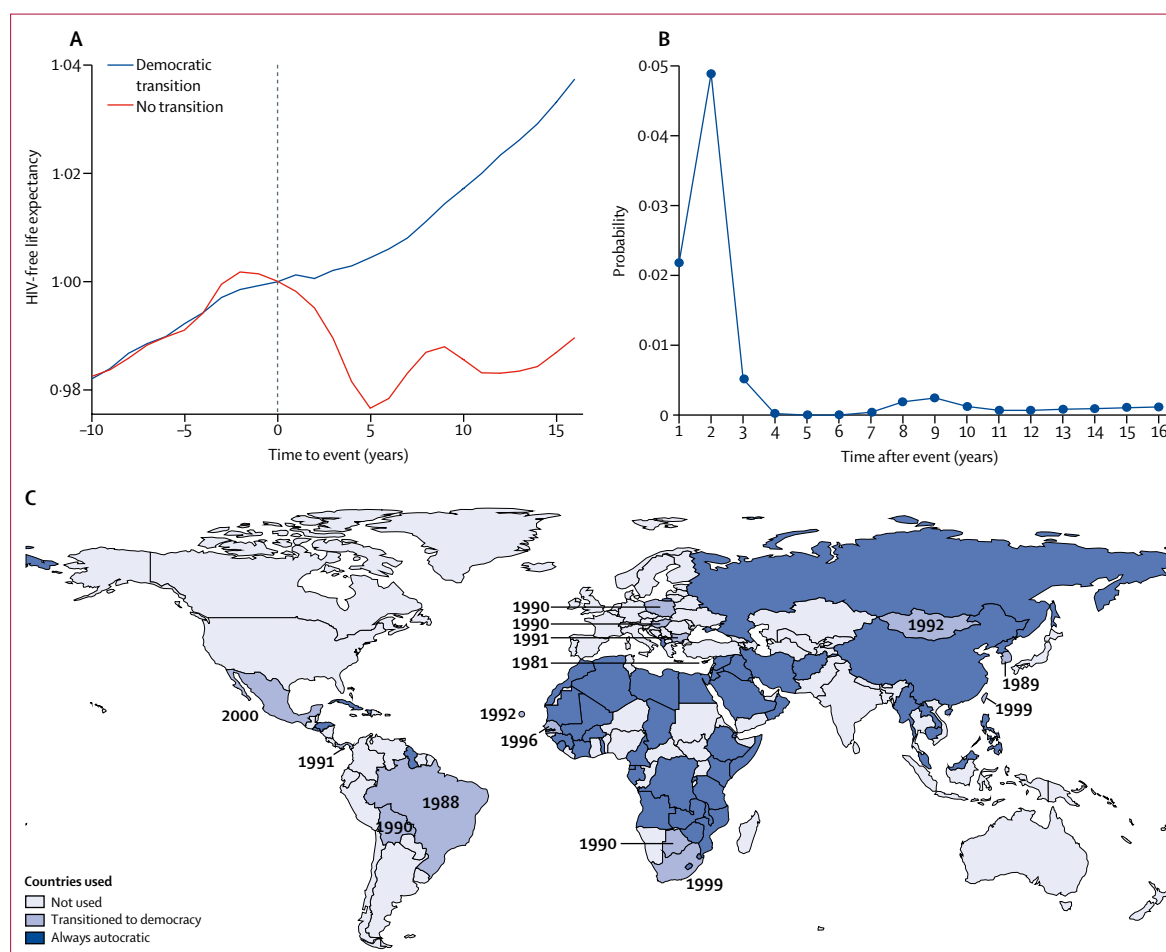 A
1·04
1·02
1·00
0·98
HIV-free life expectancy
Democratic
transition
No transition
–10
–5
0
5
10
15
Time to event (years)
B
0·05
0·04
0·03
0·02
0·01
0
Probability
1 2 3 4 5 6 7 8 9 10 11 12 13 14 15 16
Time after event (years)
C
1990
1990
1991
1981
1992
1989
1999
2000
1992
1996
1991
1988
1990
1990
1999
Countries used
Not used
Transitioned to democracy
Always autocratic